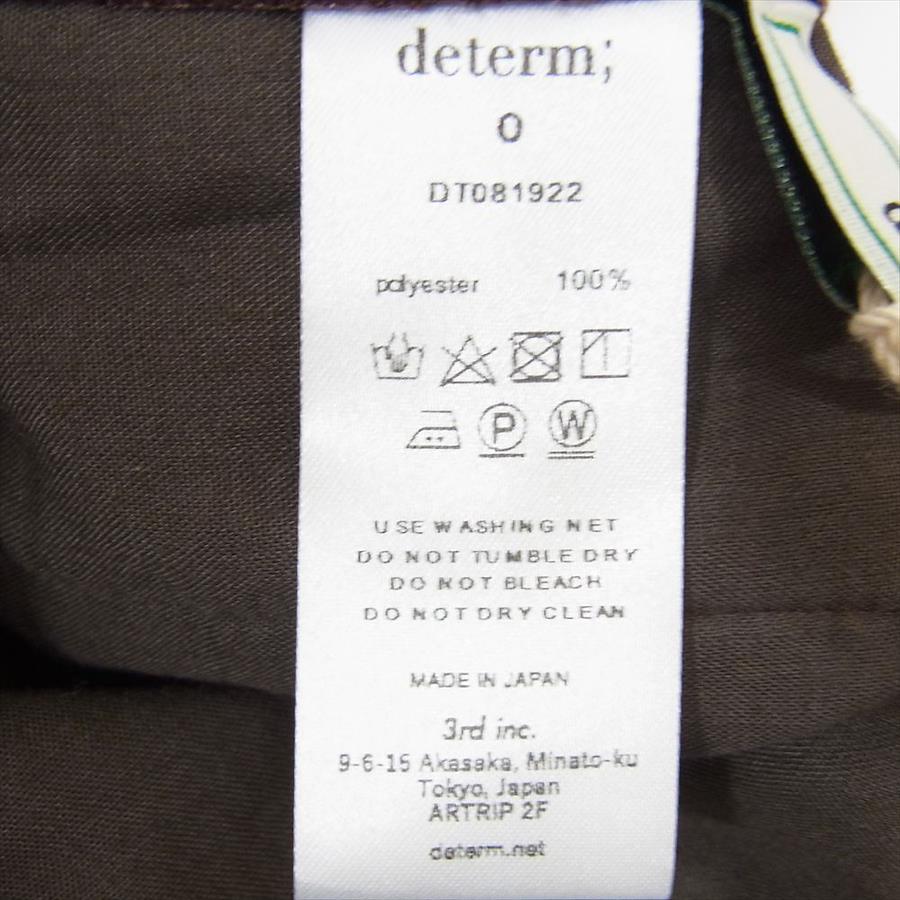 determ;
0
DT081922
polyester 100%
P W
USE WASHING NET
DO NOT TUMBLE DRY
DO NOT BLEACH
DO NOT DRY CLEAN
MADE IN JAPAN
3rd inc.
9-6-15 Akasaka, Minato-ku
Tokyo, Japan
ARTRIP 2F
determ.net